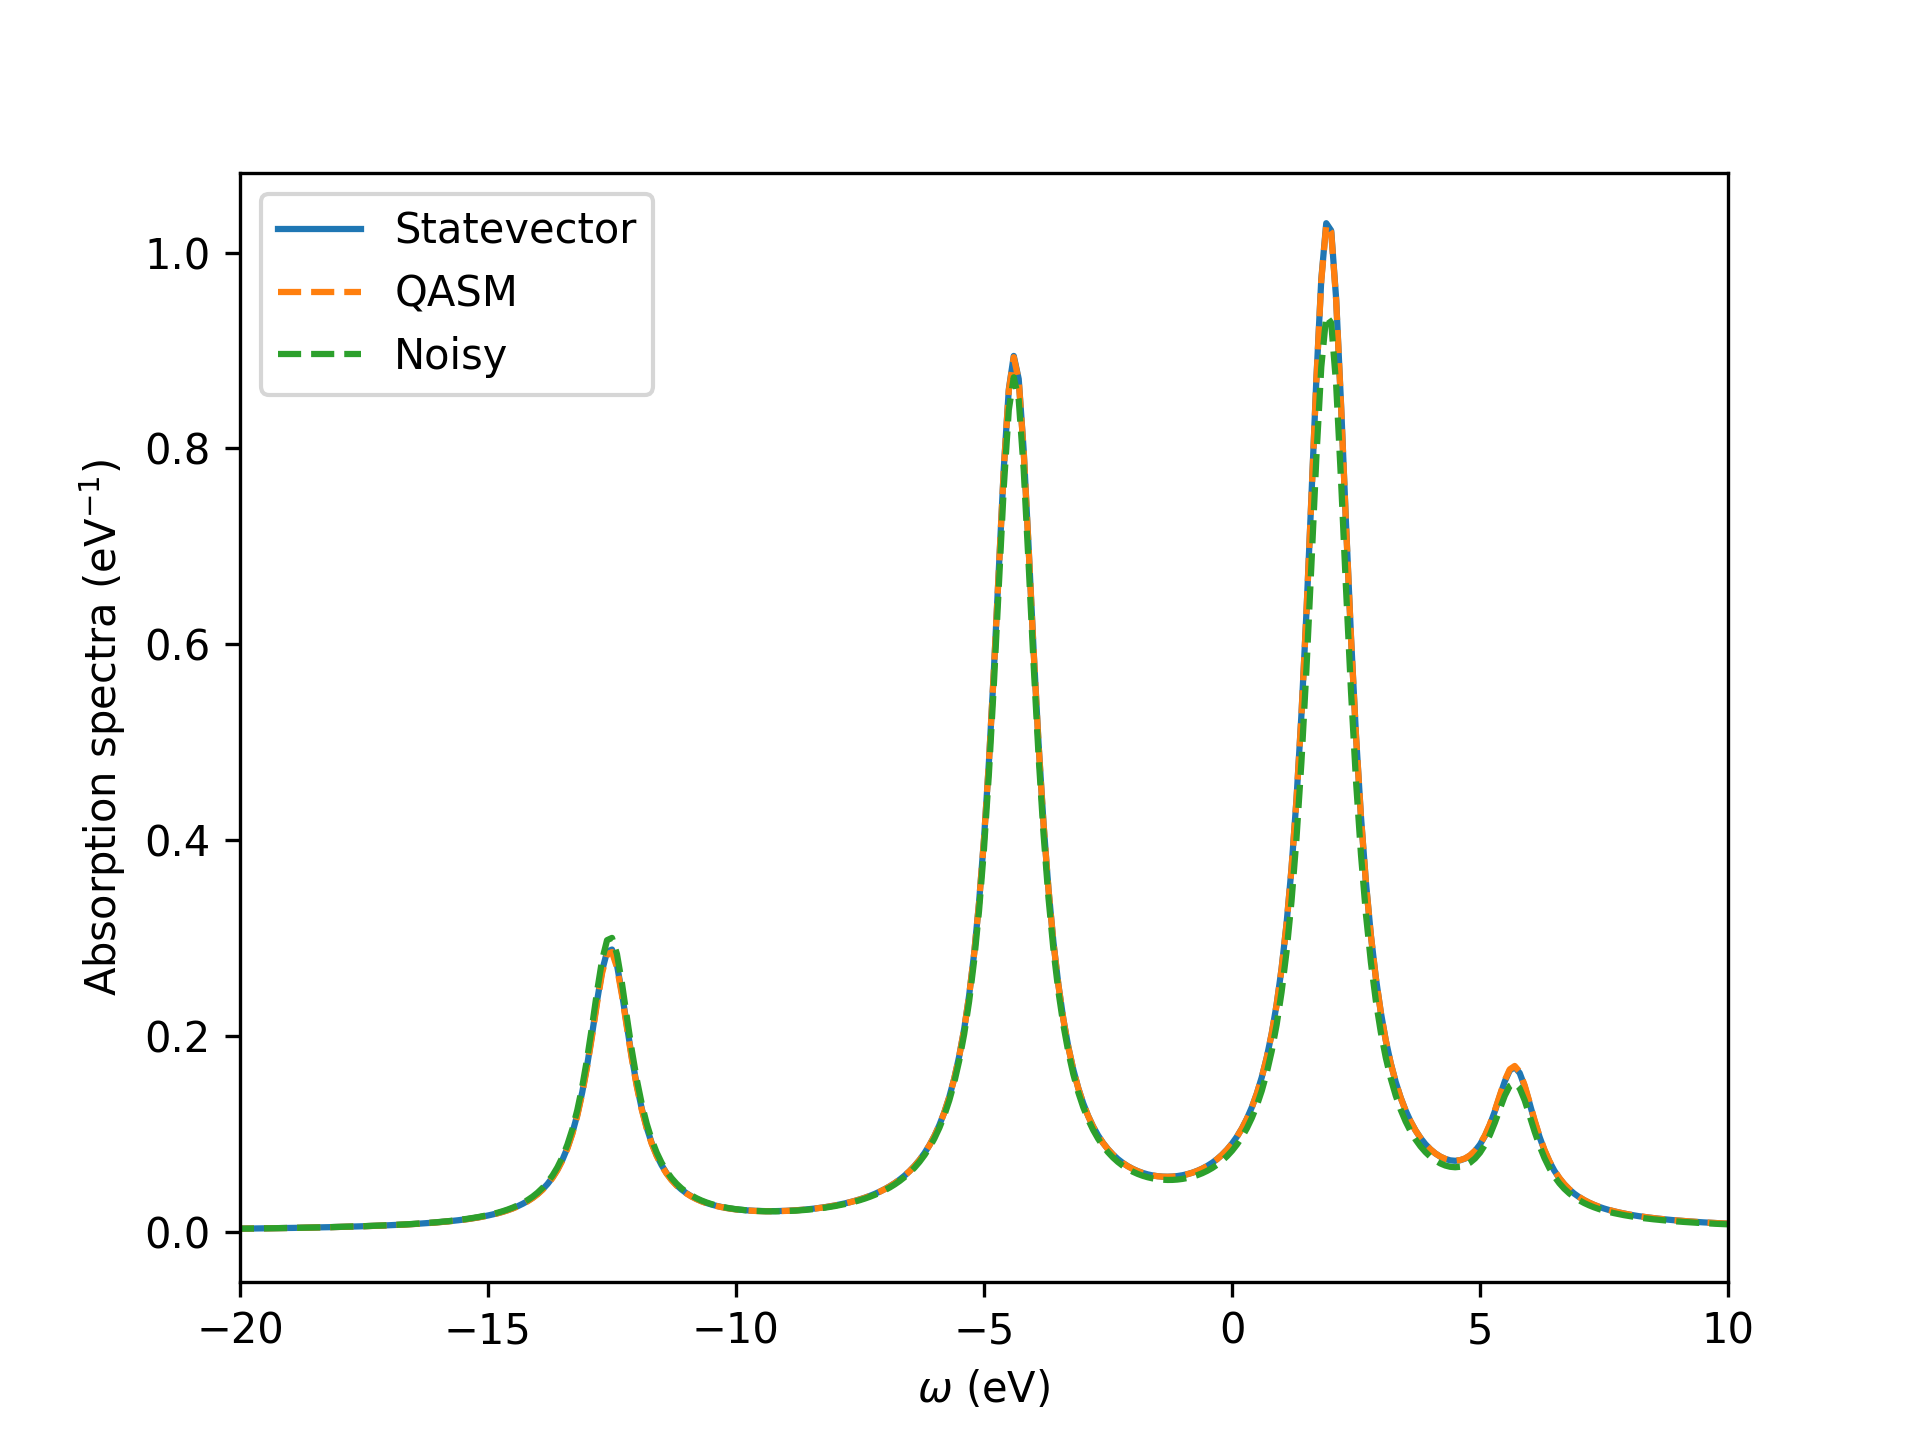 Statevector
QASM
Noisy
1.0
0.8
0.6
0.4
0.2
0.0
Absorption spectra (eV⁻¹)
−20 −15 −10 −5 0 5 10
ω (eV)